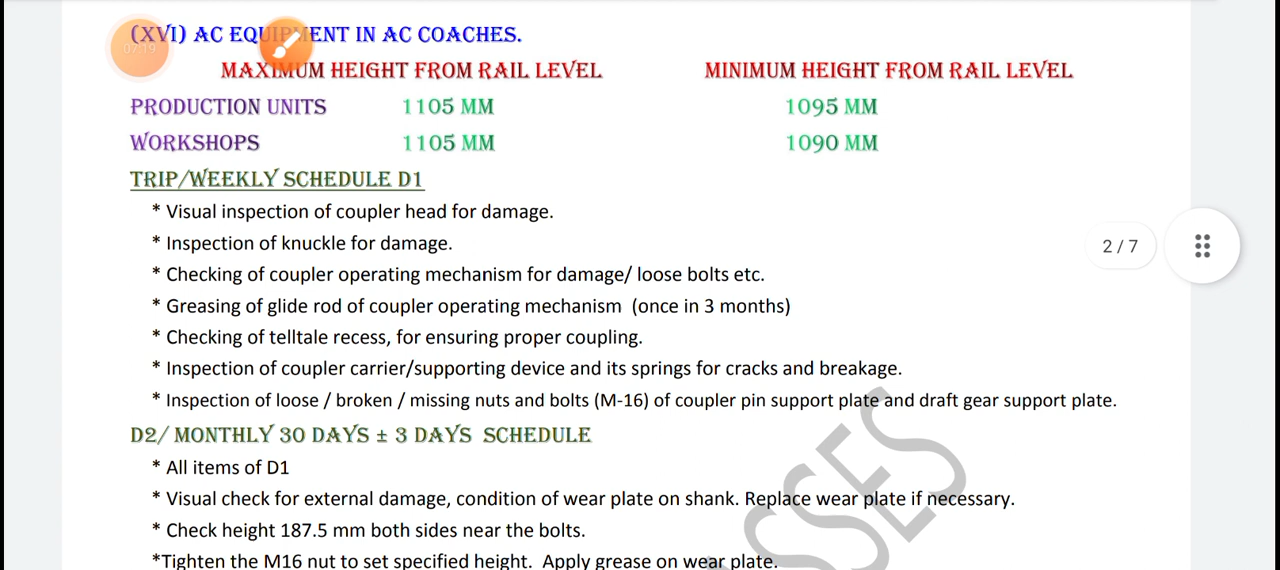 (XVI) AC EQUIPMENT IN AC COACHES.
07:19
MAXIMUM HEIGHT FROM RAIL LEVEL MINIMUM HEIGHT FROM RAIL LEVEL
PRODUCTION UNITS 1105 MM 1095 MM
WORKSHOPS 1105 MM 1090 MM
TRIP/WEEKLY SCHEDULE D1
* Visual inspection of coupler head for damage.
* Inspection of knuckle for damage.
2 / 7
* Checking of coupler operating mechanism for damage/ loose bolts etc.
* Greasing of glide rod of coupler operating mechanism (once in 3 months)
* Checking of telltale recess, for ensuring proper coupling.
* Inspection of coupler carrier/supporting device and its springs for cracks and breakage.
* Inspection of loose / broken / missing nuts and bolts (M-16) of coupler pin support plate and draft gear support plate.
D2/ MONTHLY 30 DAYS ± 3 DAYS SCHEDULE
* All items of D1
* Visual check for external damage, condition of wear plate on shank. Replace wear plate if necessary.
* Check height 187.5 mm both sides near the bolts.
*Tighten the M16 nut to set specified height. Apply grease on wear plate.